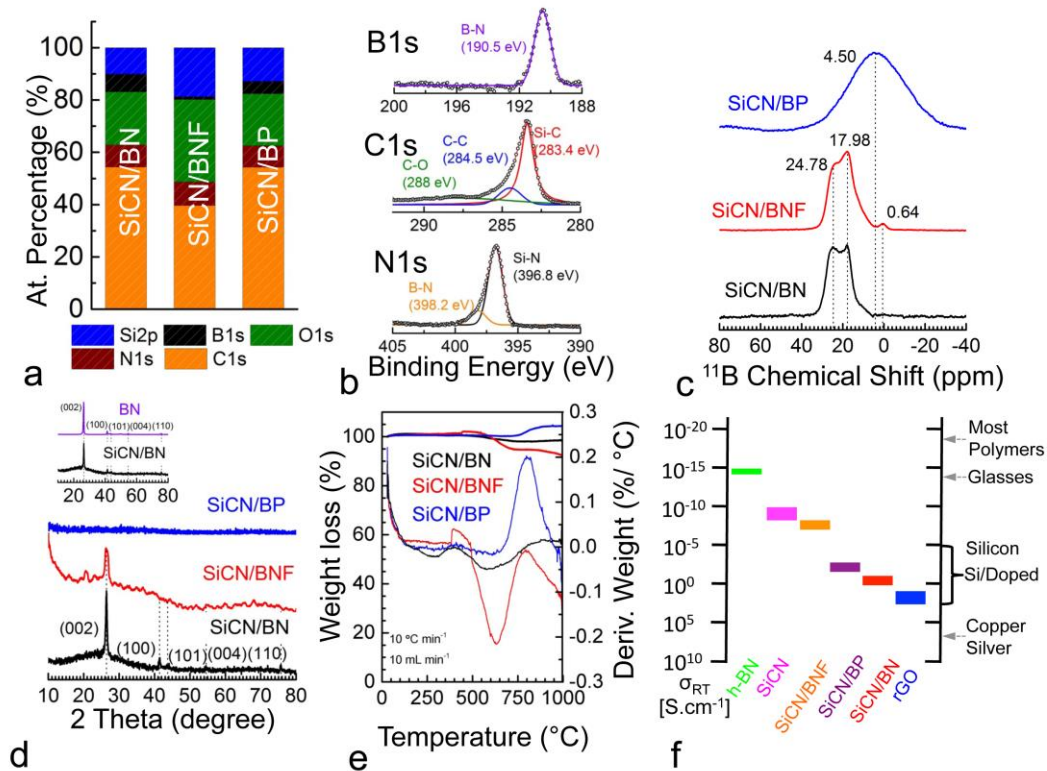 100
80
60
40
20
0
At. Percentage (%)
SiCN/BN
SiCN/BNF
SiCN/BP
Si2p
B1s
O1s
N1s
C1s
a
B1s
B-N
(190.5 eV)
200
196
192
188
C1s
C-C
(284.5 eV)
Si-C
(283.4 eV)
C-O
(288 eV)
290
285
280
N1s
Si-N
(396.8 eV)
B-N
(398.2 eV)
405
400
395
390
Binding Energy (eV)
b
4.50
SiCN/BP
17.98
24.78
SiCN/BNF
0.64
SiCN/BN
80 60 40 20 0 -20 -40
¹¹B Chemical Shift (ppm)
c
(002)
BN
(100)
(101)
(004)
(110)
SiCN/BN
20 40 60 80
SiCN/BP
SiCN/BNF
SiCN/BN
(002)
(100)
(101)
(004)
(110)
10 20 30 40 50 60 70 80
2 Theta (degree)
d
100
80
60
40
20
0
Weight loss (%)
SiCN/BN
SiCN/BNF
SiCN/BP
10 ºC min⁻¹
10 mL min⁻¹
0.3
0.2
0.1
0.0
-0.1
-0.2
-0.3
Deriv. Weight (%/ °C)
0 250 500 750 1000
Temperature (°C)
e
10⁻²⁰
10⁻¹⁵
10⁻¹⁰
10⁻⁵
10⁰
10⁵
10¹⁰
σRT
[S.cm⁻¹]
h-BN
SiCN
SiCN/BNF
SiCN/BP
SiCN/BN
rGO
Most
Polymers
Glasses
Silicon
Si/Doped
Copper
Silver
f